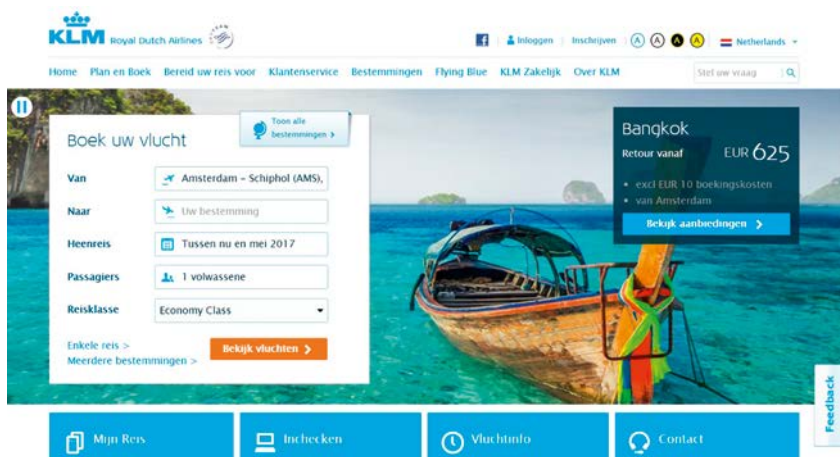 KLM Royal Dutch Airlines
Inloggen Inschrijven A A A A Netherlands
Home Plan en Boek Bereid uw reis voor Klantenservice Bestemmingen Flying Blue KLM Zakelijk Over KLM Stel uw vraag
Boek uw vlucht
Toon alle
bestemmingen >
Van Amsterdam – Schiphol (AMS),
Naar Uw bestemming
Heenreis Tussen nu en mei 2017
Passagiers 1 volwassene
Reisklasse Economy Class
Enkele reis >
Meerdere bestemmingen >
Bekijk vluchten >
Bangkok
Retour vanaf EUR 625
• excl EUR 10 boekingskosten
• van Amsterdam
Bekijk aanbiedingen >
Feedback
Mijn Reis Inchecken Vluchtinfo Contact